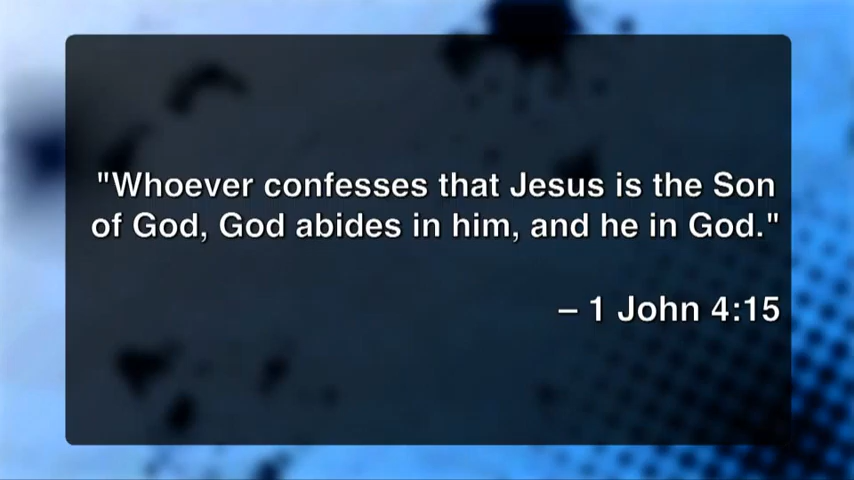 "Whoever confesses that Jesus is the Son
of God, God abides in him, and he in God."
– 1 John 4:15